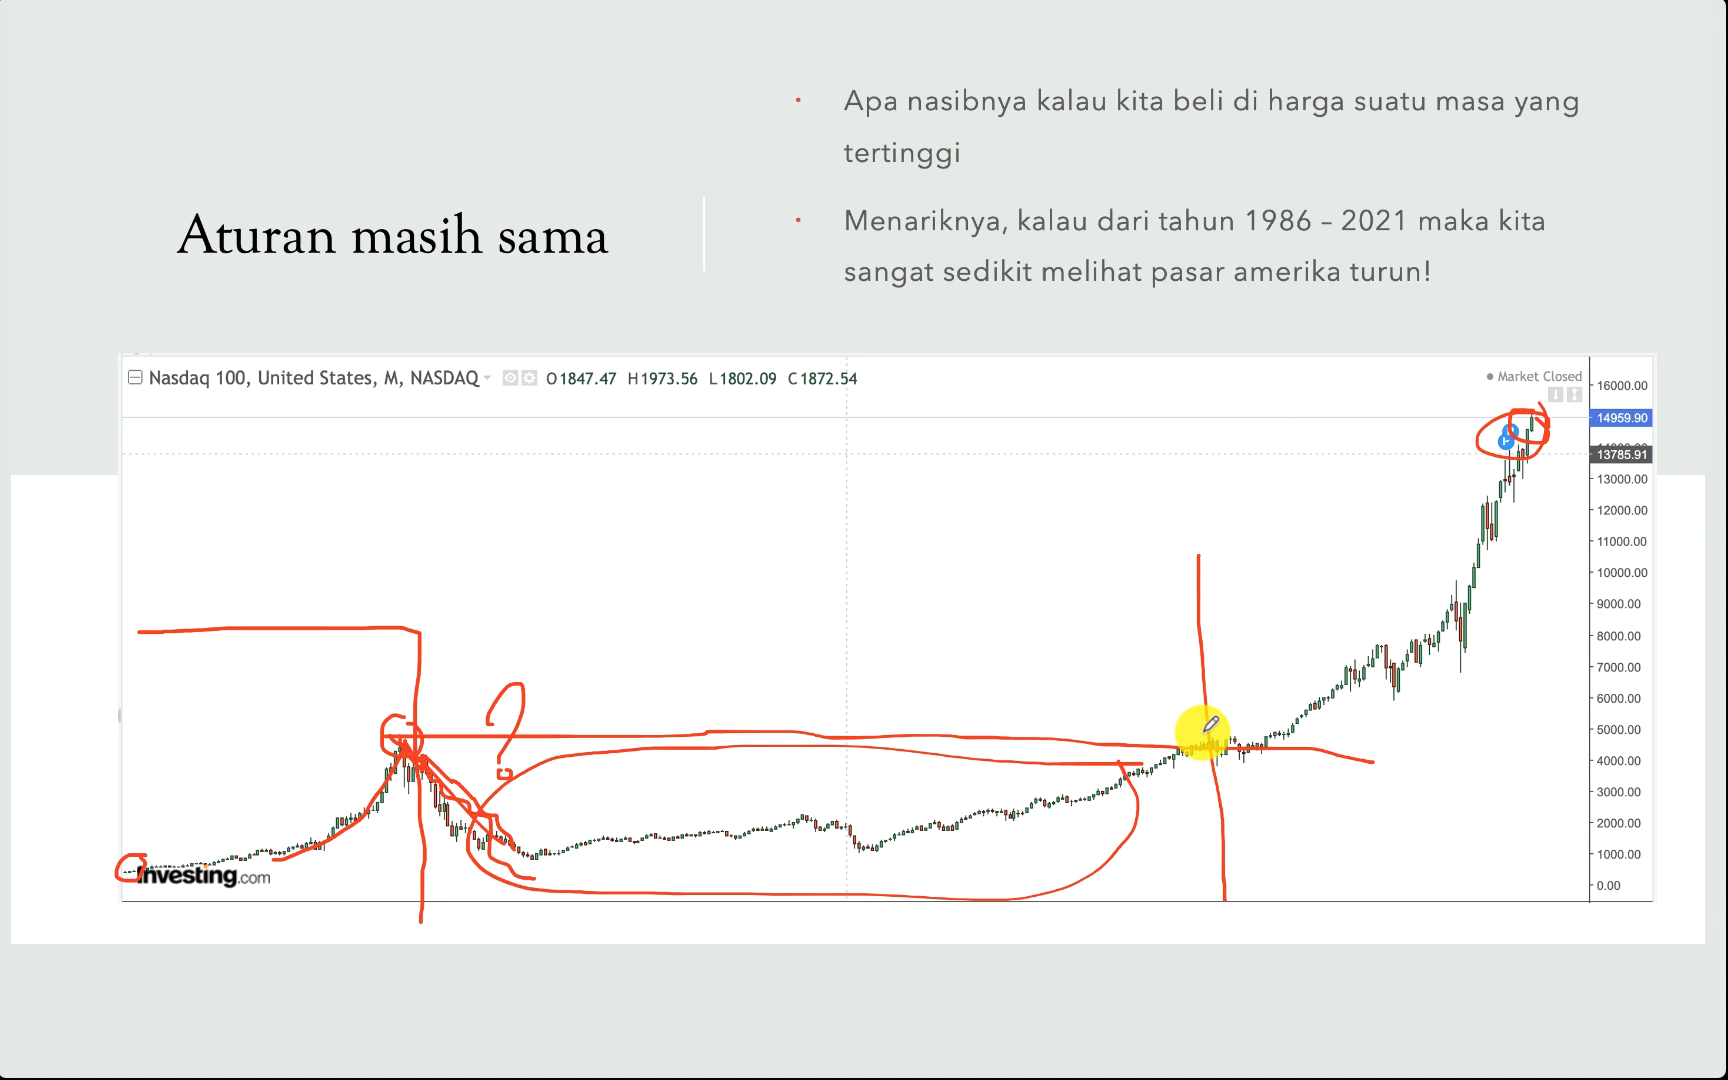 Apa nasibnya kalau kita beli di harga suatu masa yang
tertinggi
Aturan masih sama
Menariknya, kalau dari tahun 1986 – 2021 maka kita
sangat sedikit melihat pasar amerika turun!
Nasdaq 100, United States, M, NASDAQ O1847.47 H1973.56 L1802.09 C1872.54
Market Closed
16000.00
14959.90
13785.91
13000.00
12000.00
11000.00
10000.00
9000.00
8000.00
7000.00
6000.00
5000.00
4000.00
3000.00
2000.00
1000.00
0.00
?
Investing.com